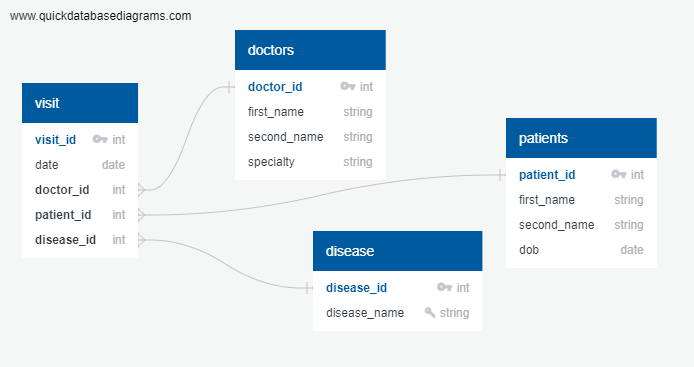 www.quickdatabasediagrams.com
visit
visit_id int
date date
doctor_id int
patient_id int
disease_id int
doctors
doctor_id int
first_name string
second_name string
specialty string
patients
patient_id int
first_name string
second_name string
dob date
disease
disease_id int
disease_name string